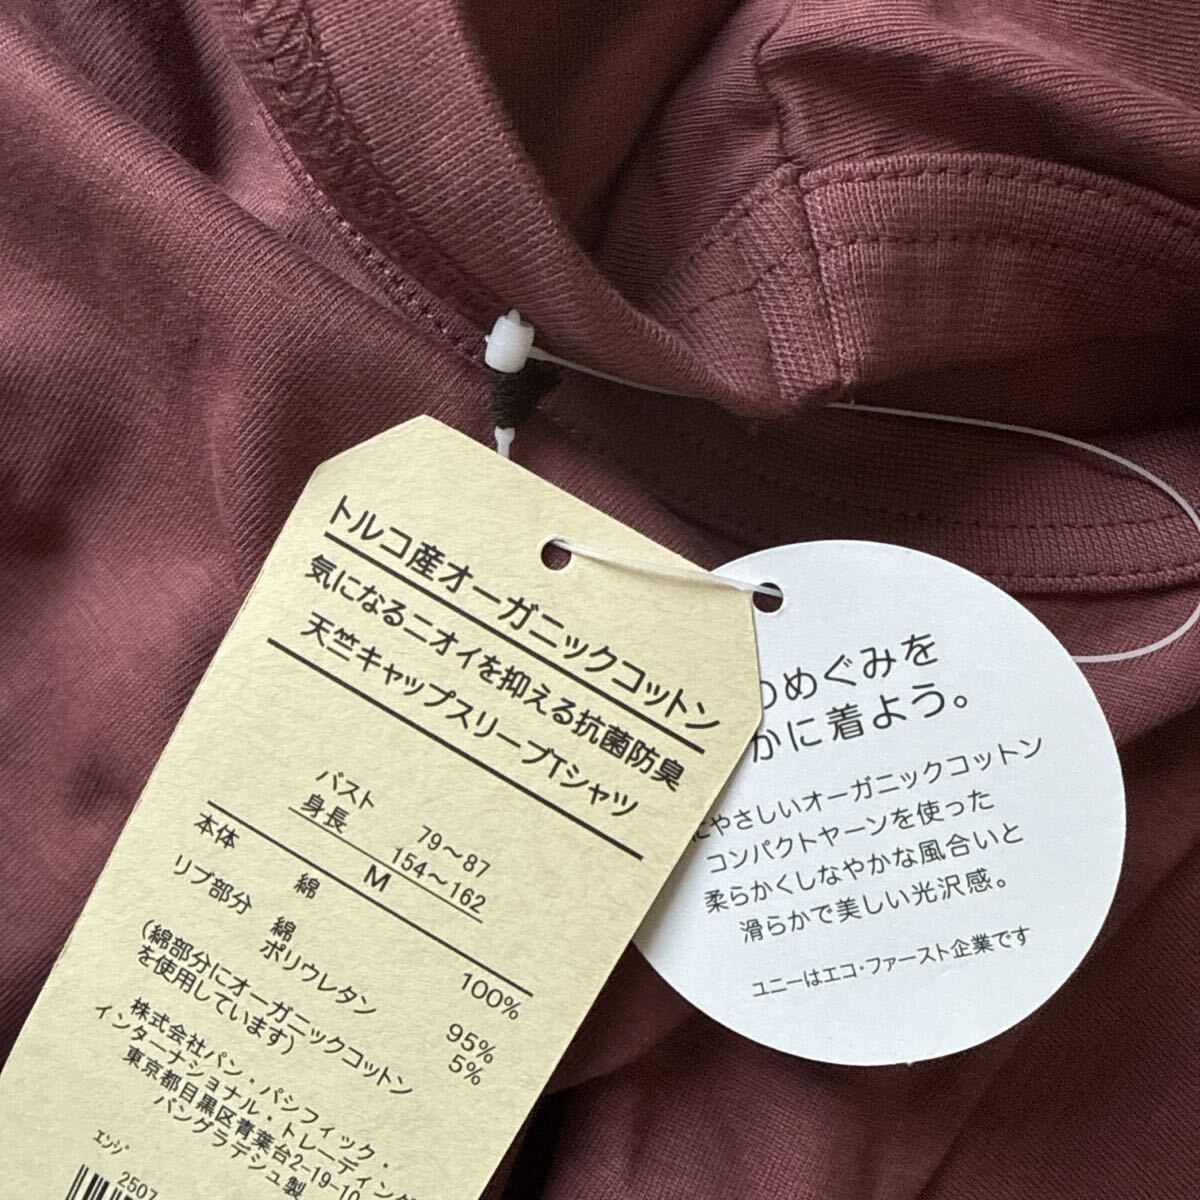 トルコ産オーガニックコットン
気になるニオイを抑える抗菌防臭
天竺キャップスリーブTシャツ
バスト 79～87
身長 154～162
M
本体 綿 100%
リブ部分 綿 95%
ポリウレタン 5%
(綿部分にオーガニックコットン
を使用しています)
株式会社パン・パシフィック・
インターナショナル・トレーディング
東京都目黒区青葉台2-19-10
バングラデシュ製
エンジ
2507
めぐみを
かに着よう。
やさしいオーガニックコットン
コンパクトヤーンを使った
柔らかくしなやかな風合いと
滑らかで美しい光沢感。
ユニーはエコ・ファースト企業です